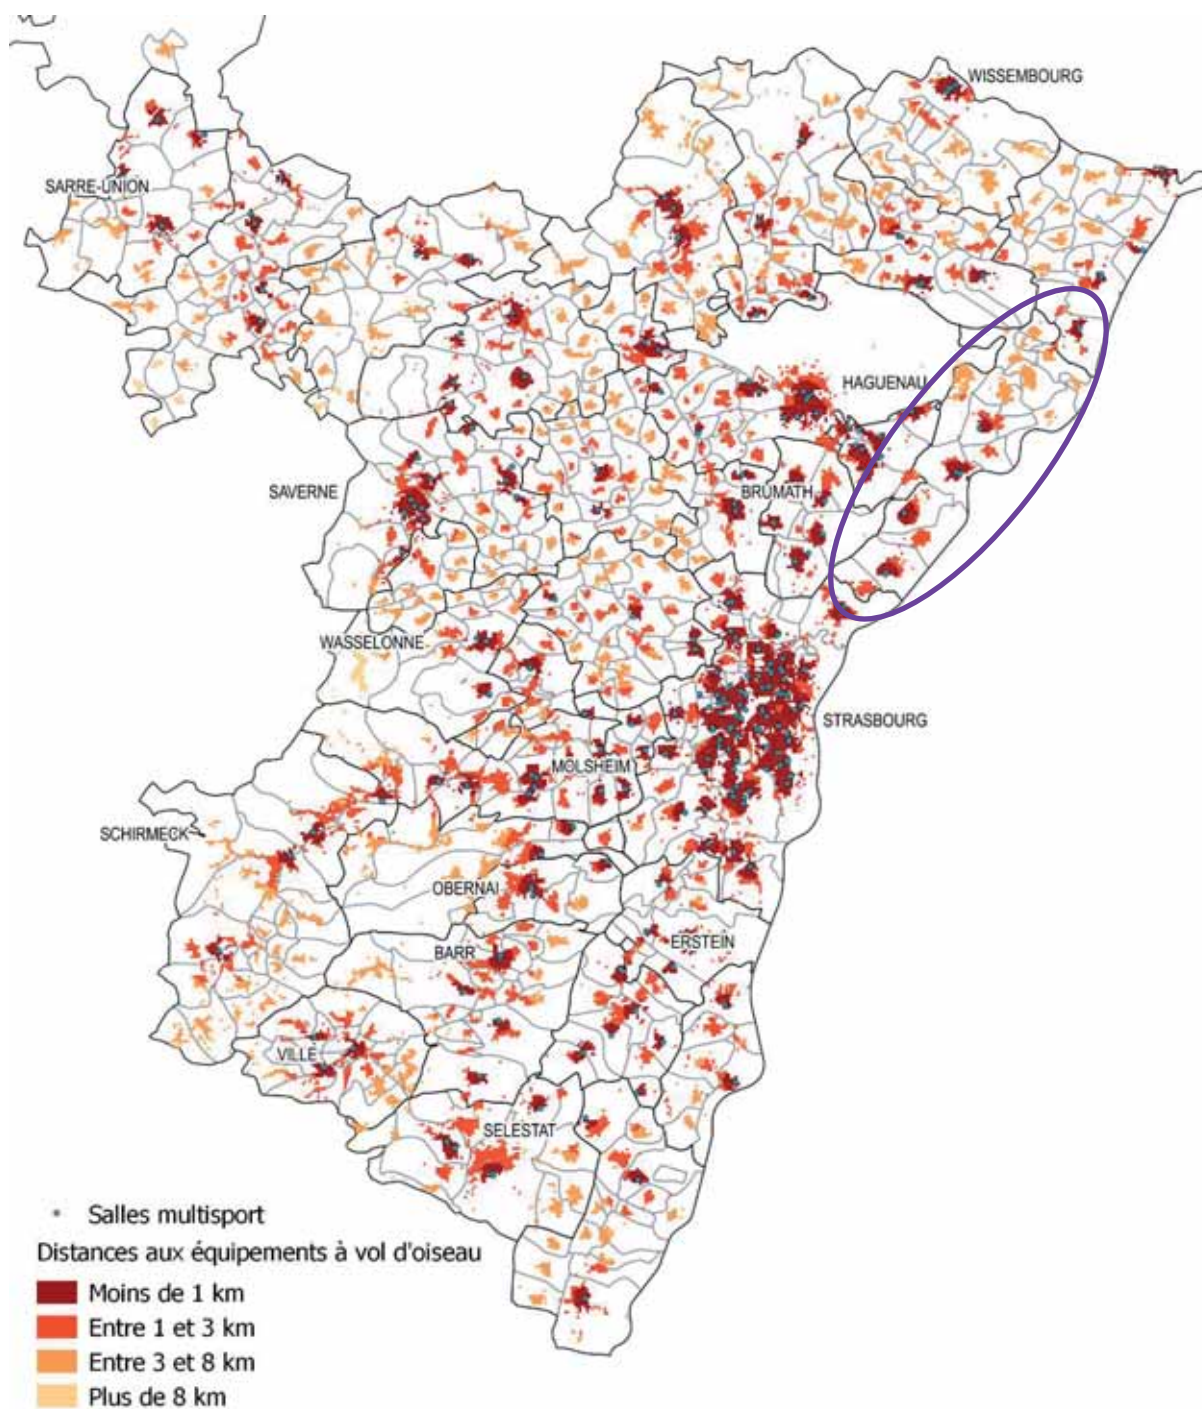 WISSEMBOURG
SARRE-UNION
HAGUENAU
SAVERNE
BRUMATH
WASSELONNE
STRASBOURG
MOLSHEIM
SCHIRMECK
OBERNAI
ERSTEIN
BARR
VILLÉ
SELESTAT
Salles multisport
Distances aux équipements à vol d'oiseau
Moins de 1 km
Entre 1 et 3 km
Entre 3 et 8 km
Plus de 8 km